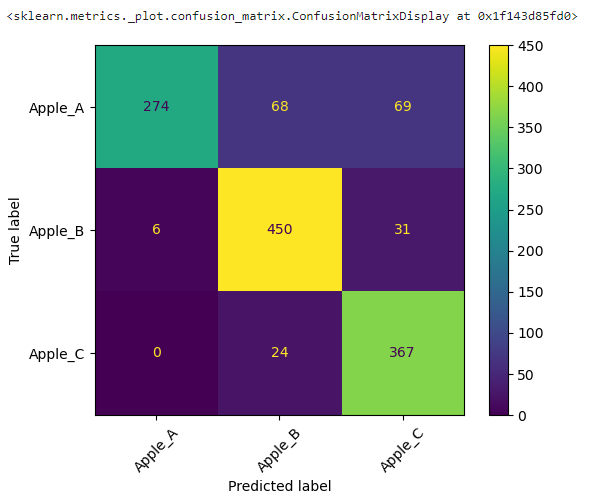 <sklearn.metrics._plot.confusion_matrix.ConfusionMatrixDisplay at 0x1f143d85fd0>
True label
Apple_A
274
68
69
Apple_B
6
450
31
Apple_C
0
24
367
Apple_A
Apple_B
Apple_C
Predicted label
450
400
350
300
250
200
150
100
50
0